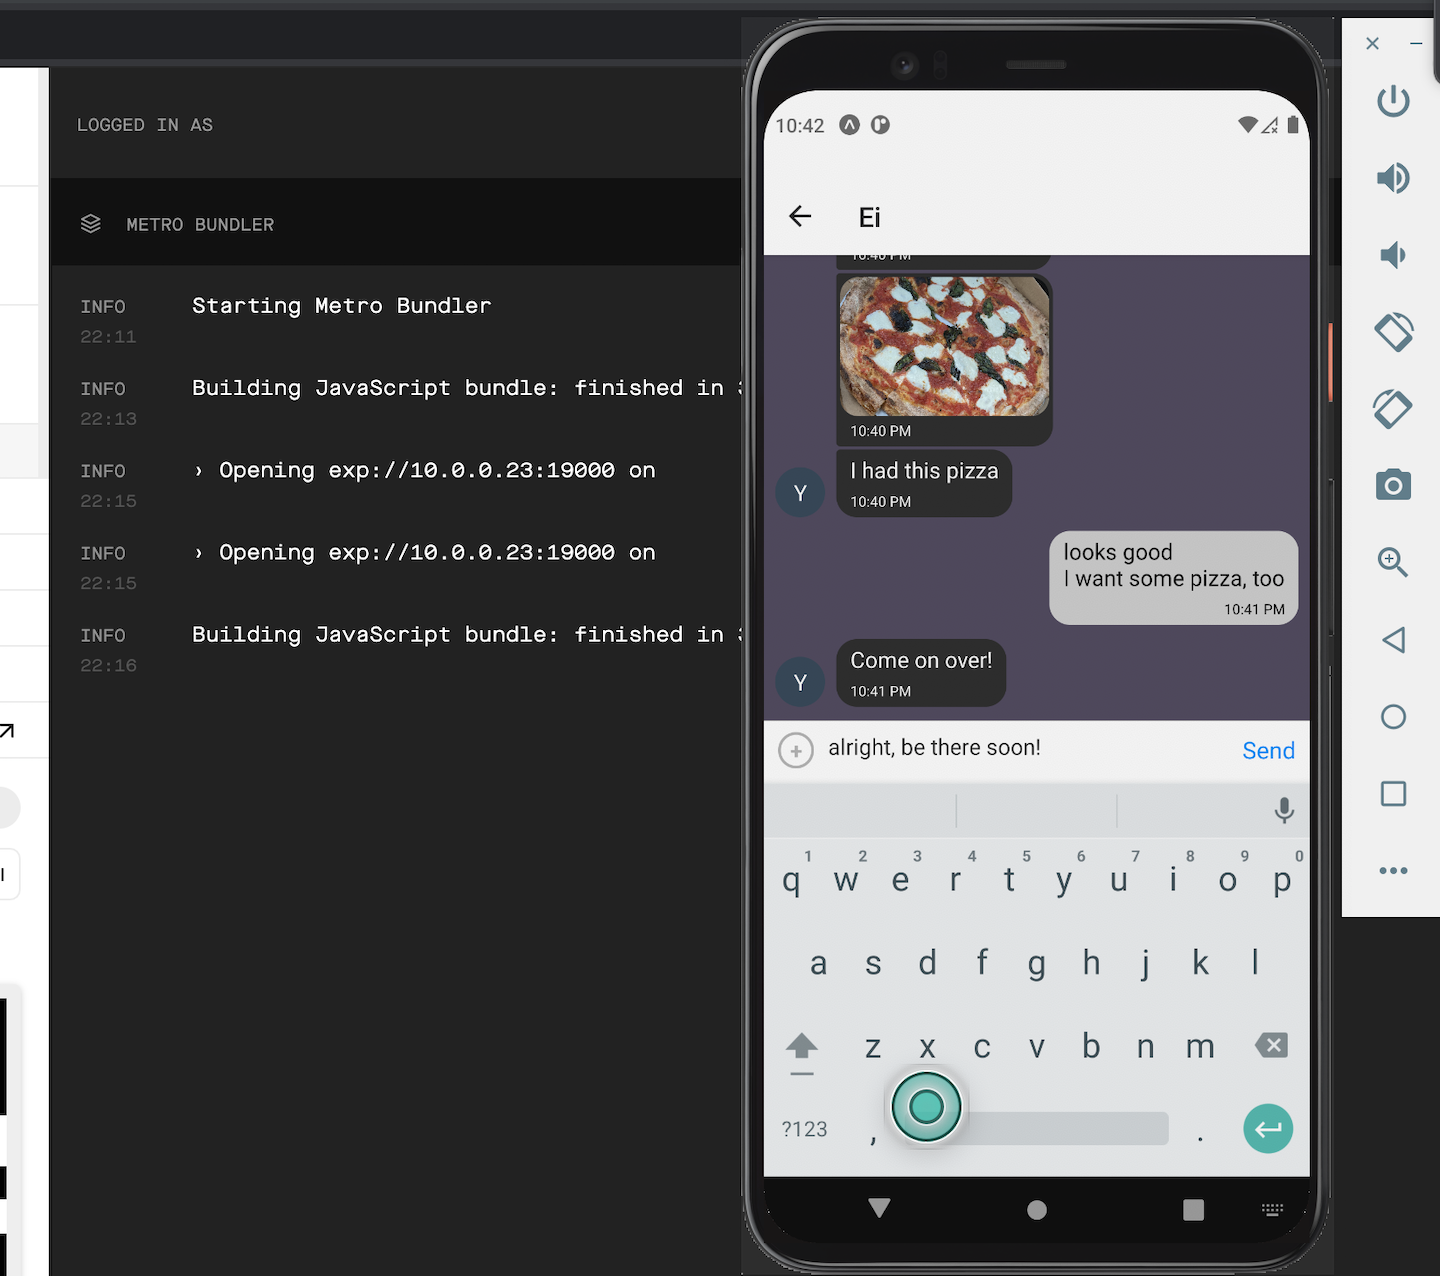 LOGGED IN AS
METRO BUNDLER
INFO
Starting Metro Bundler
22:11
INFO
Building JavaScript bundle: finished in
22:13
INFO
› Opening exp://10.0.0.23:19000 on
22:15
INFO
› Opening exp://10.0.0.23:19000 on
22:15
INFO
Building JavaScript bundle: finished in
22:16
10:42
Ei
10:40 PM
10:40 PM
Y
I had this pizza
10:40 PM
looks good
I want some pizza, too
10:41 PM
Y
Come on over!
10:41 PM
alright, be there soon!
Send
1 2 3 4 5 6 7 8 9 0
q w e r t y u i o p
a s d f g h j k l
z x c v b n m
?123 , .